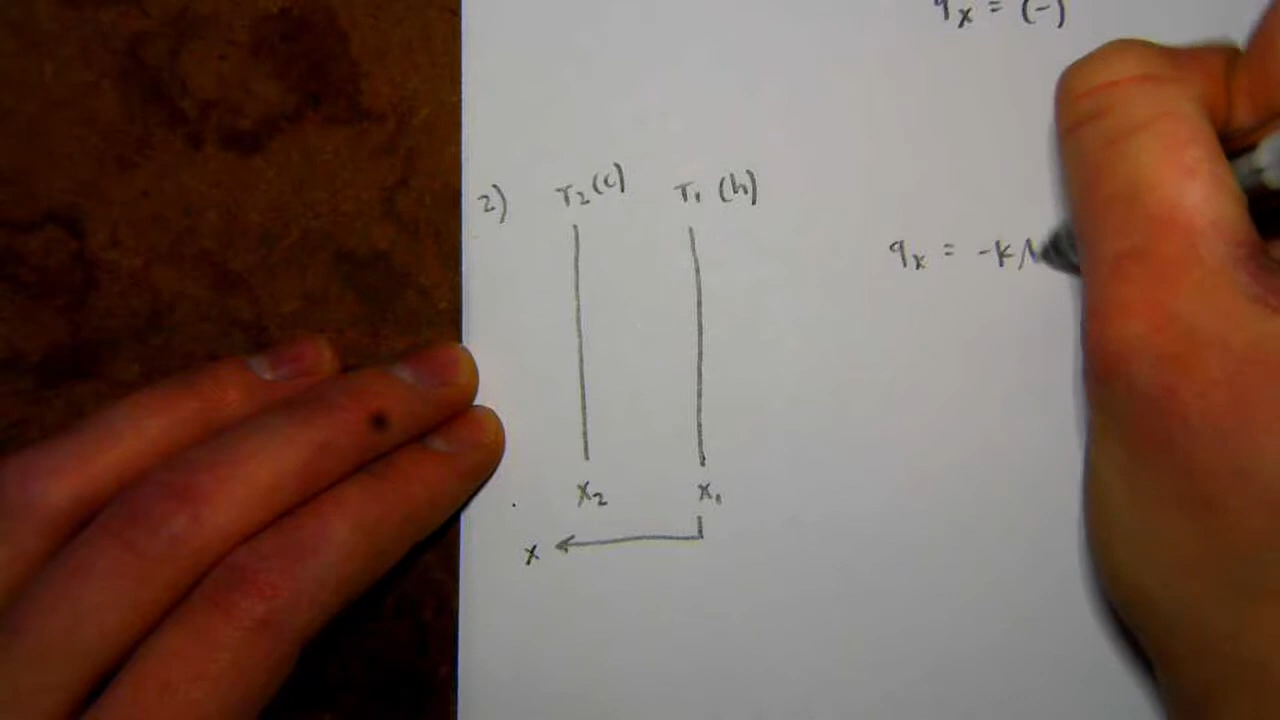 qx = (-)
2) T2 (c) T1 (h)
qx = -k
x2 x1
x